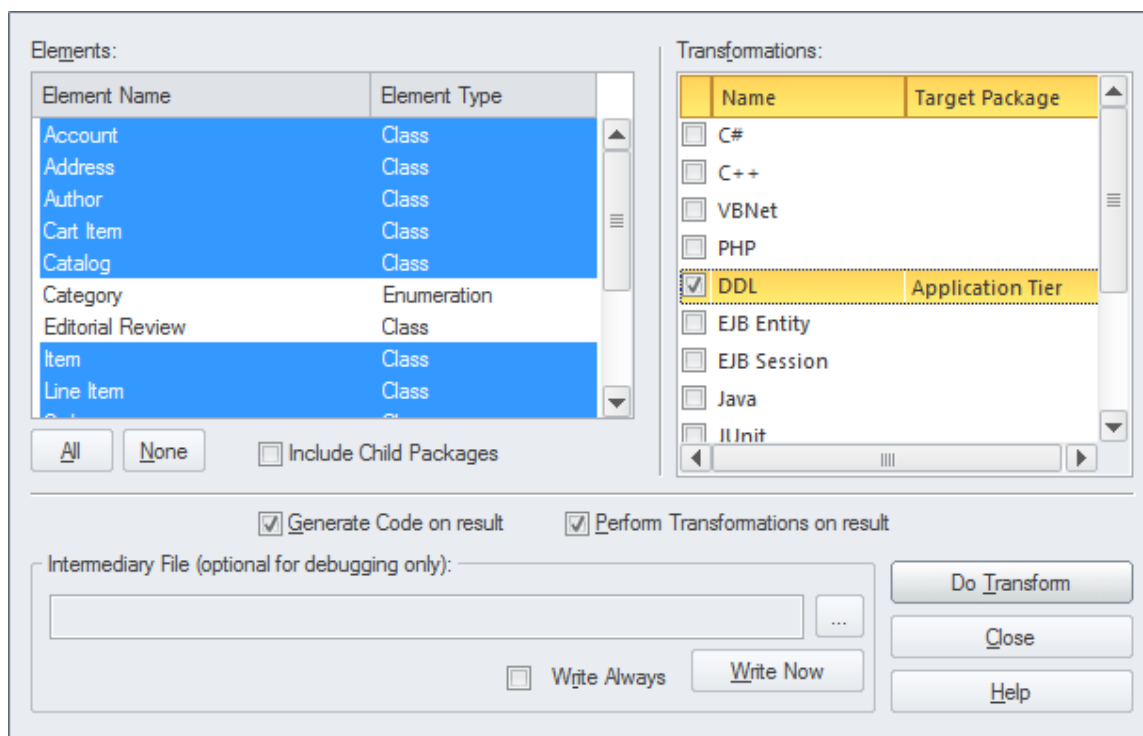 Elements:
Element Name Element Type
Account Class
Address Class
Author Class
Cart Item Class
Catalog Class
Category Enumeration
Editorial Review Class
Item Class
Line Item Class
All None Include Child Packages
Transformations:
Name Target Package
C#
C++
VBNet
PHP
DDL Application Tier
EJB Entity
EJB Session
Java
JUnit
Generate Code on result Perform Transformations on result
Intermediary File (optional for debugging only):
...
Write Always Write Now
Do Transform
Close
Help